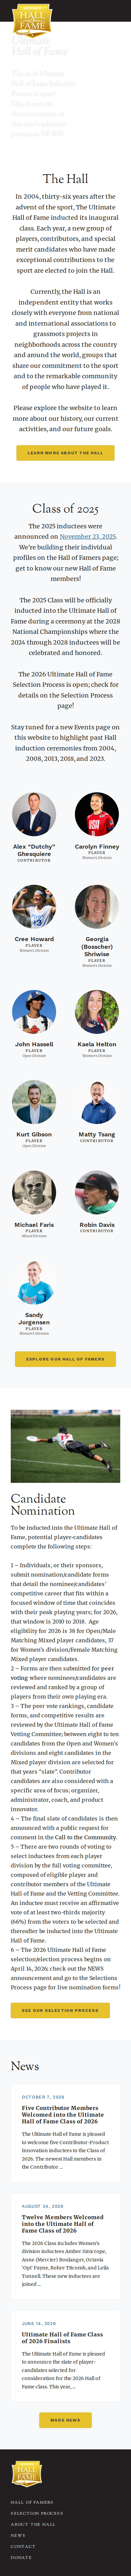 HALL OF FAME
Ultimate
Hall of Fame
The Hall
In 2004, thirty-six years after the
advent of the sport, The Ultimate
Hall of Fame inducted its inaugural
class. Each year, a new group of
players, contributors, and special
merit candidates who have made
exceptional contributions to the
sport are elected to join the Hall.
Currently, the Hall is an
independent entity that works
closely with everyone from national
and international associations to
grassroots projects in
neighborhoods across the country
and around the world, groups that
share our commitment to the sport
and the remarkable community of
people who have played it.
Please explore the website to learn
more about our history, our current
activities, and our future goals.
LEARN MORE ABOUT THE HALL
Class of 2025
The 2025 inductees were
announced on November 23, 2025.
We're building their individual
profiles on the Hall of Famers page;
get to know our new Hall of Fame
members!
The 2025 Class will be officially
inducted into the Ultimate Hall of
Fame during a ceremony at the 2028
National Championships where the
2024 through 2028 inductees will be
celebrated and honored.
The 2026 Ultimate Hall of Fame
Selection Process is open; check for
details on the Selection Process
page!
Stay tuned for a new Events page on
this website to highlight past Hall
induction ceremonies from 2004,
2008, 2013, 2018, and 2023.
Alex "Dutchy"
Ghesquiere
CONTRIBUTOR
Carolyn Finney
PLAYER
Women's Division
Cree Howard
PLAYER
Women's Division
Georgia
(Bosscher)
Shriwise
PLAYER
Women's Division
John Hassell
PLAYER
Open Division
Kaela Helton
PLAYER
Women's Division
Kurt Gibson
PLAYER
Open Division
Matty Tsang
CONTRIBUTOR
Michael Faris
PLAYER
Mixed Division
Robin Davis
CONTRIBUTOR
Sandy
Jorgensen
PLAYER
Women's Division
EXPLORE OUR HALL OF FAMERS
Candidate
Nomination
To be inducted into the Ultimate Hall of
Fame, potential player candidates
complete the following steps:
1 – Individuals, or their sponsors,
submit nomination/candidate forms
that detail the nominee/candidates'
competitive career that fits within a
focused window of time that coincides
with their peak playing years; for 2026,
that window is 2010 to 2018. Age
eligibility for 2026 is 38 for Open/Male
Matching Mixed player candidates, 37
for Women's division/Female Matching
Mixed player candidates.
2 – Forms are then submitted for peer
voting where nominees/candidates are
reviewed and ranked by a group of
players from their own playing era.
3 – The peer vote rankings, candidate
forms, and competitive results are
reviewed by the Ultimate Hall of Fame
Vetting Committee; between ten eight
candidates from the Open and Women's
divisions and eight candidates in the
Mixed player division are selected for
that years "slate". Contributor
candidates are also considered with a
specific area of focus; organizer,
administrator, coach, and product
innovator.
4 – The final slate of candidates is then
announced with a public request for
comment in the Call to the Community.
5 – There are two rounds of voting to
select inductees from each player
division by the full voting committee,
composed of eligible player and
contributor members of the Ultimate
Hall of Fame and the Vetting Committee.
An inductee must receive an affirmative
vote of at least two-thirds majority
(66%) from the voters to be selected and
thereafter be inducted into the Ultimate
Hall of Fame.
6 – The 2026 Ultimate Hall of Fame
selection/election process begins on
April 14, 2026; check out the NEWS
announcement and go to the Selections
Process page for live nomination forms!
SEE OUR SELECTION PROCESS
News
OCTOBER 7, 2026
Five Contributor Members
Welcomed into the Ultimate
Hall of Fame Class of 2026
The Ultimate Hall of Fame is pleased
to welcome five Contributor-Product
Innovation inductees to the Class of
2026. The newest Hall members in
the Contributor ...
AUGUST 24, 2026
Twelve Members Welcomed
into the Ultimate Hall of
Fame Class of 2026
The 2026 Class includes Women's
division inductees Amber Sinicrope,
Anne (Mercier) Boulanger, Octavia
'Opi' Payne, Rohre Titcomb, and Leila
Tunnell. These new inductees are
joined ...
JUNE 14, 2026
Ultimate Hall of Fame Class
of 2026 Finalists
The Ultimate Hall of Fame is pleased
to announce the slate of player-
candidates selected for
consideration for the 2026 Hall of
Fame class. This year, ...
MORE NEWS
HALL OF FAME
HALL OF FAMERS
SELECTION PROCESS
ABOUT THE HALL
NEWS
CONTACT
DONATE